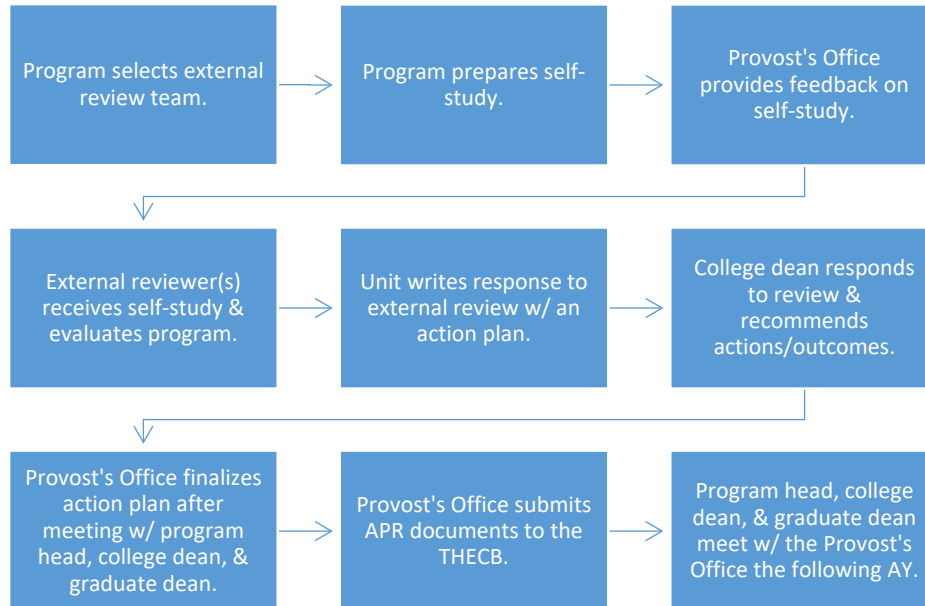 Program selects external
review team.
Program prepares self-
study.
Provost's Office
provides feedback on
self-study.
External reviewer(s)
receives self-study &
evaluates program.
Unit writes response to
external review w/ an
action plan.
College dean responds
to review &
recommends
actions/outcomes.
Provost's Office finalizes
action plan after
meeting w/ program
head, college dean, &
graduate dean.
Provost's Office submits
APR documents to the
THECB.
Program head, college
dean, & graduate dean
meet w/ the Provost's
Office the following AY.